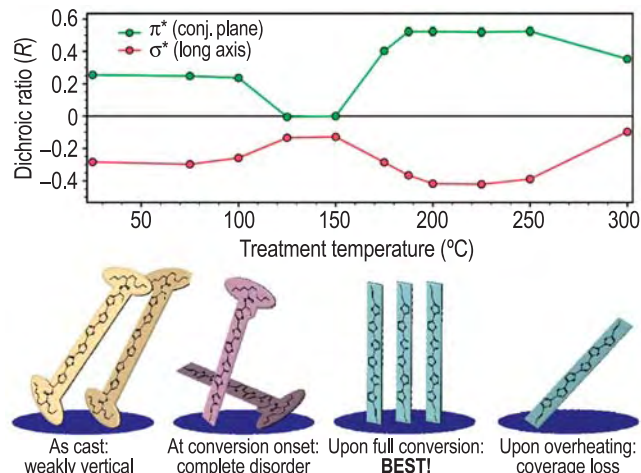 0.6
0.4
0.2
0
−0.2
−0.4
Dichroic ratio (R)
π* (conj. plane)
σ* (long axis)
50 100 150 200 250 300
Treatment temperature (ºC)
As cast:
weakly vertical
At conversion onset:
complete disorder
Upon full conversion:
BEST!
Upon overheating:
coverage loss